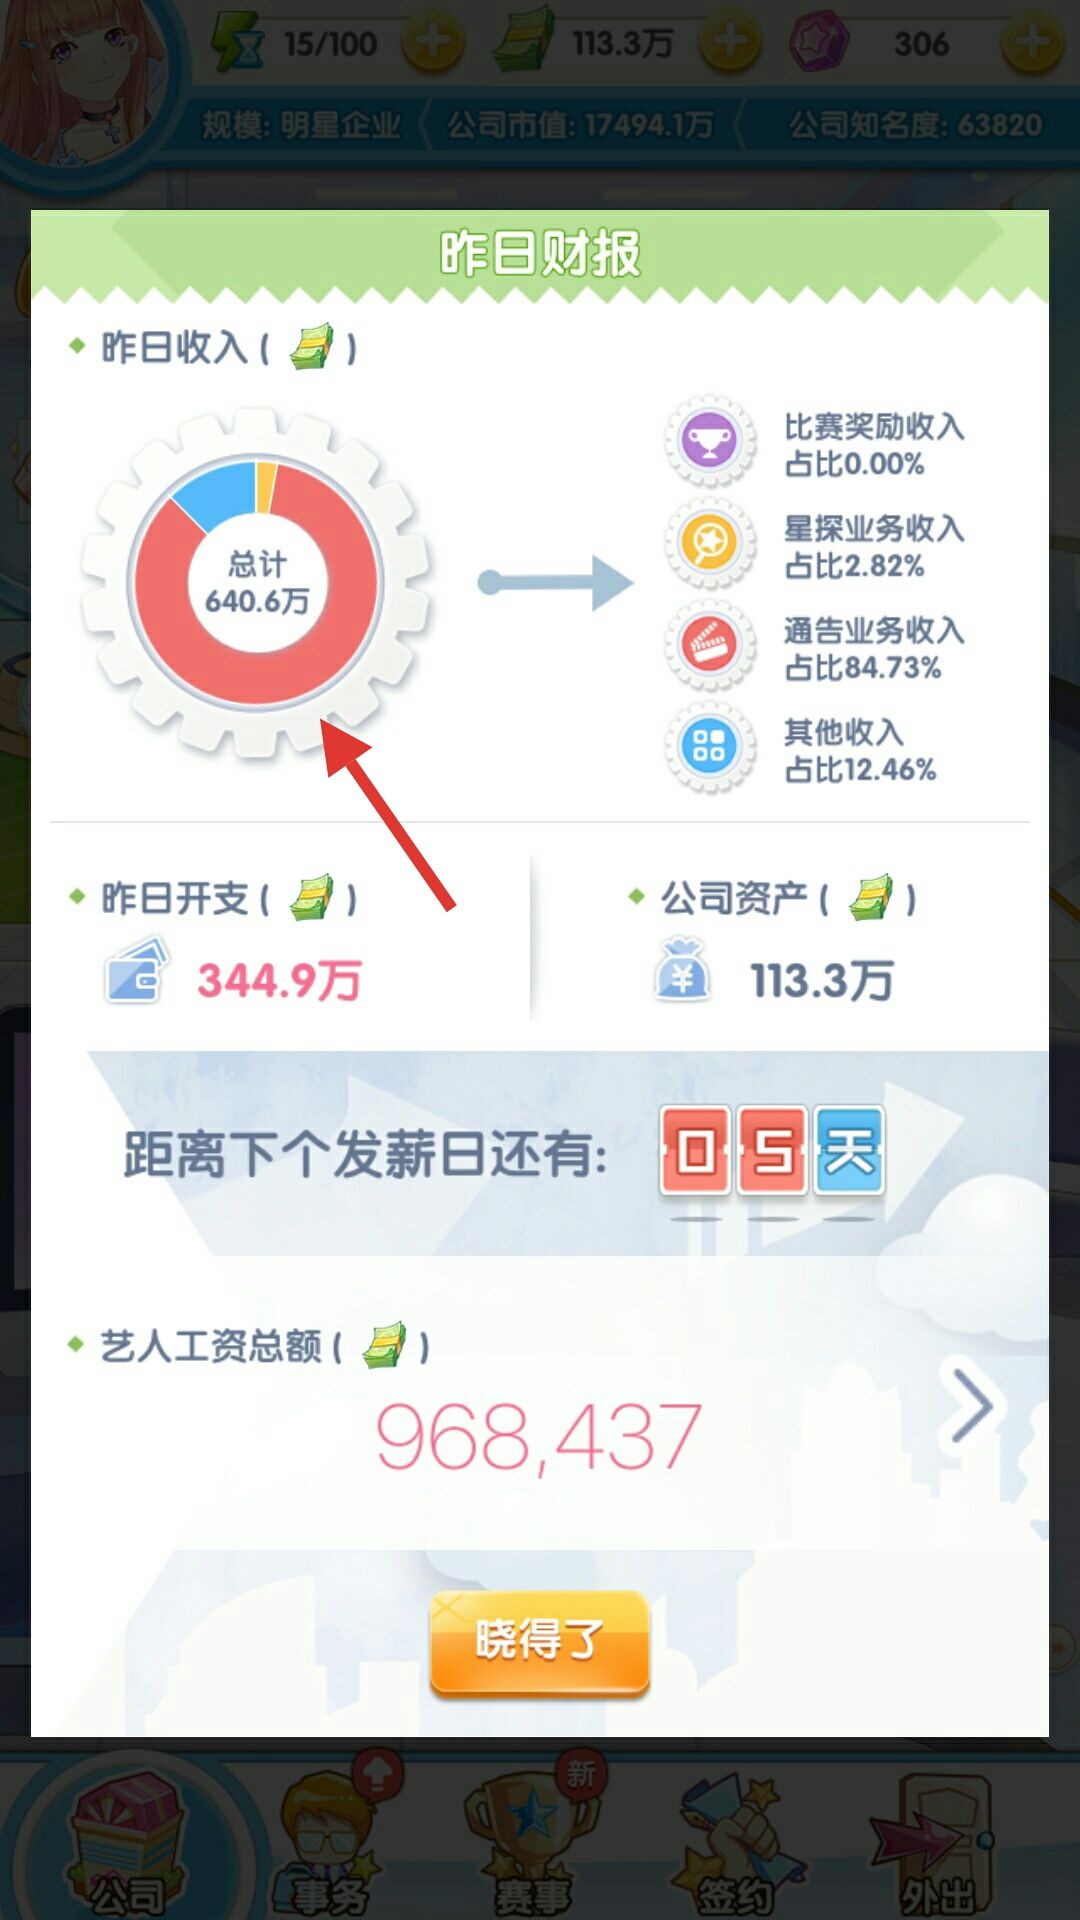 15/100
113.3万
306
规模: 明星企业
公司市值: 17494.1万
公司知名度: 63820
昨日财报
昨日收入 ( )
总计
640.6万
比赛奖励收入
占比0.00%
星探业务收入
占比2.82%
通告业务收入
占比84.73%
其他收入
占比12.46%
昨日开支 ( )
344.9万
公司资产 ( )
¥
113.3万
距离下个发薪日还有:
05天
艺人工资总额 ( )
968,437
晓得了
新
公司
事务
赛事
签约
外出